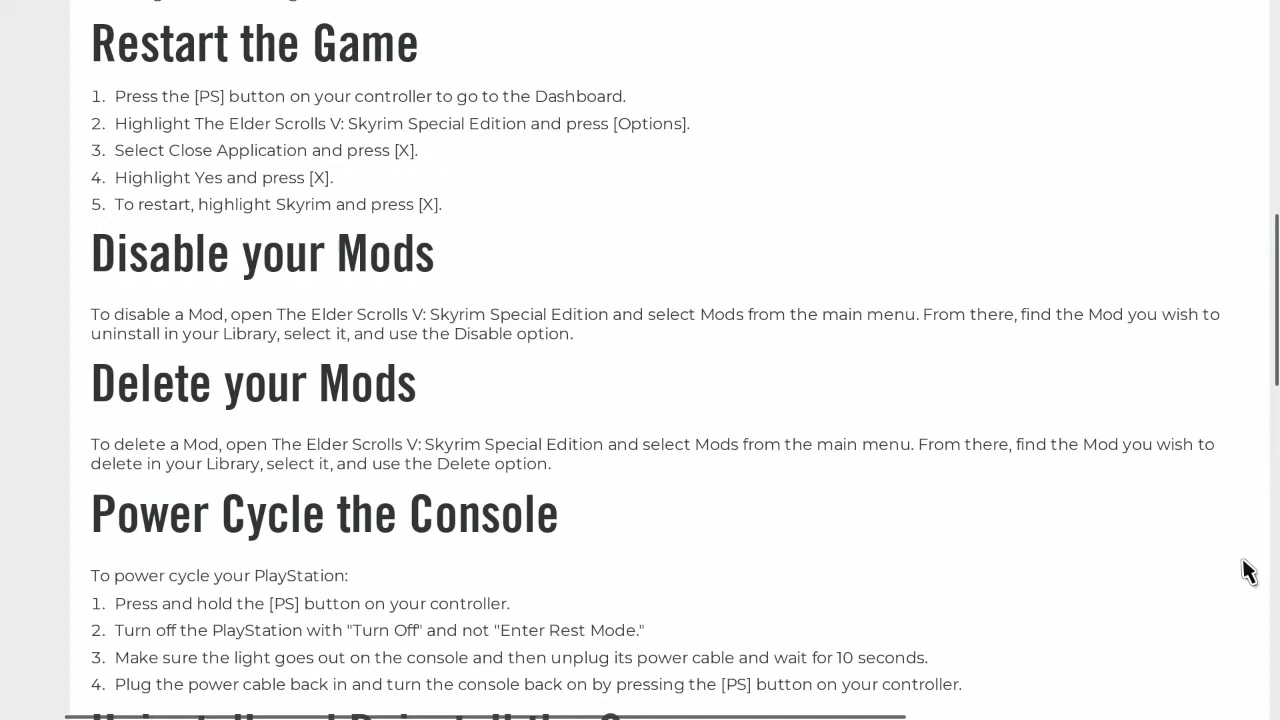 Restart the Game
1. Press the [PS] button on your controller to go to the Dashboard.
2. Highlight The Elder Scrolls V: Skyrim Special Edition and press [Options].
3. Select Close Application and press [X].
4. Highlight Yes and press [X].
5. To restart, highlight Skyrim and press [X].
Disable your Mods
To disable a Mod, open The Elder Scrolls V: Skyrim Special Edition and select Mods from the main menu. From there, find the Mod you wish to
uninstall in your Library, select it, and use the Disable option.
Delete your Mods
To delete a Mod, open The Elder Scrolls V: Skyrim Special Edition and select Mods from the main menu. From there, find the Mod you wish to
delete in your Library, select it, and use the Delete option.
Power Cycle the Console
To power cycle your PlayStation:
1. Press and hold the [PS] button on your controller.
2. Turn off the PlayStation with "Turn Off" and not "Enter Rest Mode."
3. Make sure the light goes out on the console and then unplug its power cable and wait for 10 seconds.
4. Plug the power cable back in and turn the console back on by pressing the [PS] button on your controller.